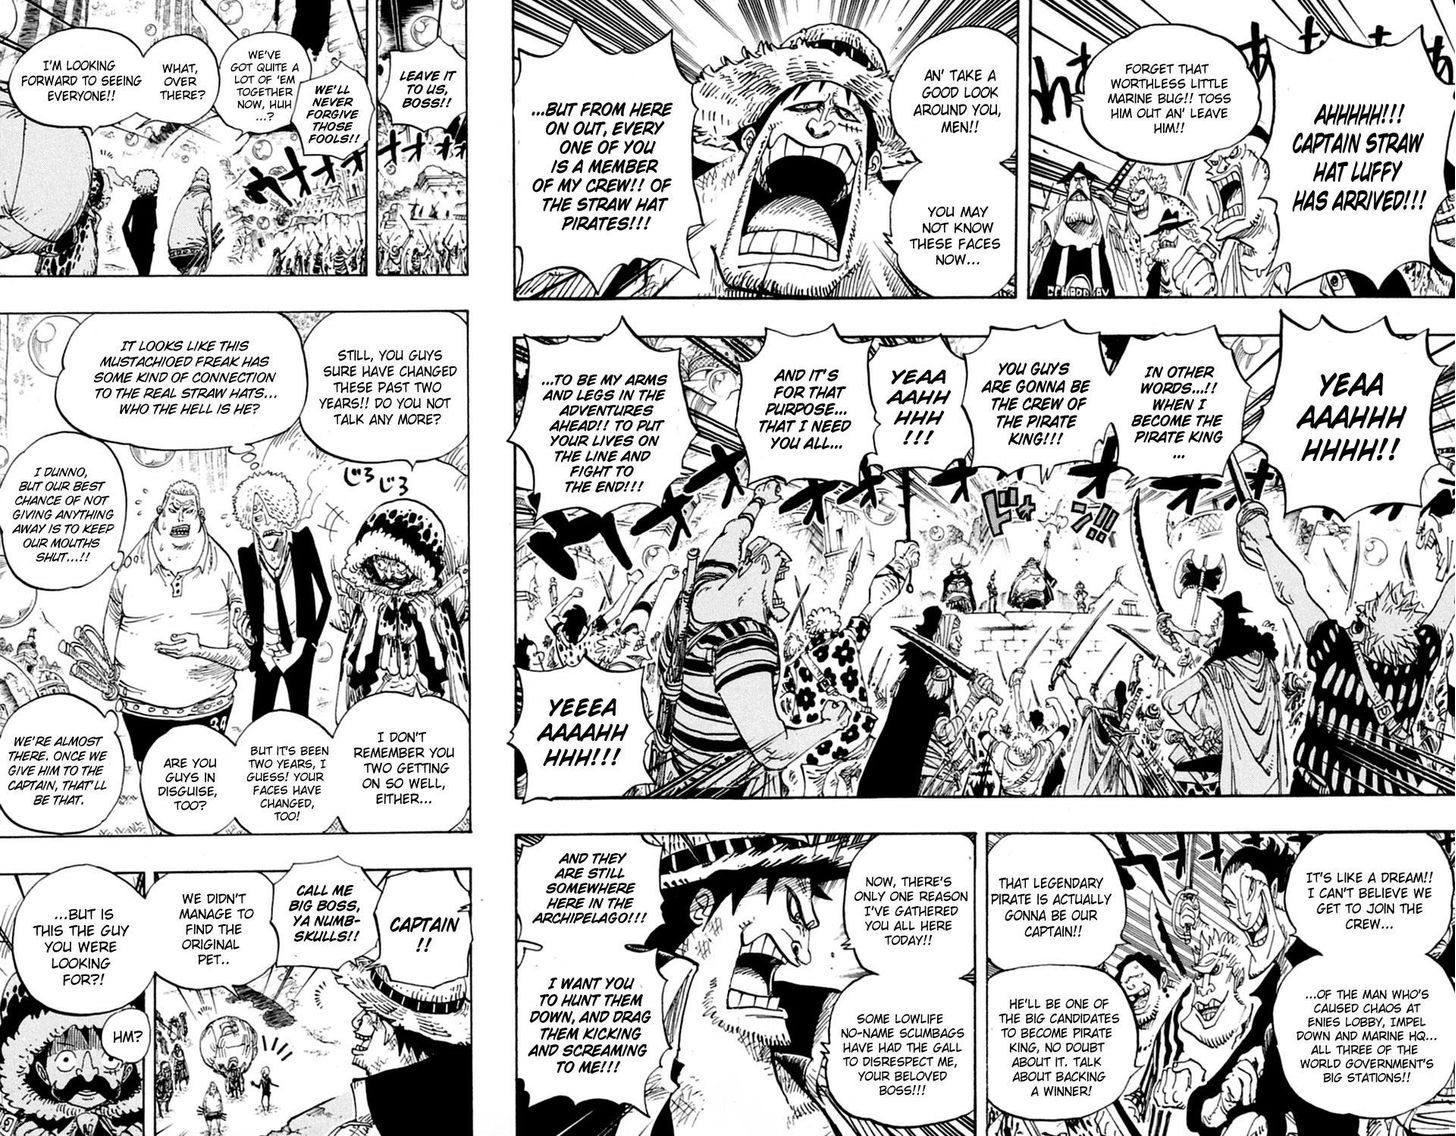 AHHHHH!!!
CAPTAIN STRAW
HAT LUFFY
HAS ARRIVED!!!
FORGET THAT
WORTHLESS LITTLE
MARINE BUG!! TOSS
HIM OUT AN' LEAVE
HIM!!
AN' TAKE A
GOOD LOOK
AROUND YOU,
MEN!!
YOU MAY
NOT KNOW
THESE FACES
NOW...
...BUT FROM HERE
ON OUT, EVERY
ONE OF YOU
IS A MEMBER
OF MY CREW!! OF
THE STRAW HAT
PIRATES!!!
YEAA
AAAHHH
HHHH!!
IN OTHER
WORDS...!!
WHEN I
BECOME THE
PIRATE KING
...
YOU GUYS
ARE GONNA BE
THE CREW OF
THE PIRATE
KING!!!
YEAA
AAHH
HHH
!!!
AND IT'S
FOR THAT
PURPOSE...
THAT I NEED
YOU ALL...
...TO BE MY ARMS
AND LEGS IN THE
ADVENTURES
AHEAD!! TO PUT
YOUR LIVES ON
THE LINE AND
FIGHT TO
THE END!!!
ドン!!
YEEEA
AAAAHH
HHH!!!
IT'S LIKE A DREAM!!
I CAN'T BELIEVE WE
GET TO JOIN THE
CREW...
...OF THE MAN WHO'S
CAUSED CHAOS AT
ENIES LOBBY, IMPEL
DOWN AND MARINE HQ...
ALL THREE OF THE
WORLD GOVERNMENT'S
BIG STATIONS!!
THAT LEGENDARY
PIRATE IS ACTUALLY
GONNA BE OUR
CAPTAIN!!
HE'LL BE ONE OF
THE BIG CANDIDATES
TO BECOME PIRATE
KING, NO DOUBT
ABOUT IT. TALK
ABOUT BACKING
A WINNER!
NOW, THERE'S
ONLY ONE REASON
I'VE GATHERED
YOU ALL HERE
TODAY!!
SOME LOWLIFE
NO-NAME SCUMBAGS
HAVE HAD THE GALL
TO DISRESPECT ME,
YOUR BELOVED
BOSS!!!
AND THEY
ARE STILL
SOMEWHERE
HERE IN THE
ARCHIPELAGO!!!
I WANT YOU
TO HUNT THEM
DOWN, AND DRAG
THEM KICKING
AND SCREAMING
TO ME!!!
LEAVE IT
TO US,
BOSS!!
WE'LL
NEVER
FORGIVE
THOSE
FOOLS!!
WE'VE
GOT QUITE A
LOT OF 'EM
TOGETHER
NOW, HUH
...?
WHAT,
OVER
THERE?
I'M LOOKING
FORWARD TO SEEING
EVERYONE!!
STILL, YOU GUYS
SURE HAVE CHANGED
THESE PAST TWO
YEARS!! DO YOU NOT
TALK ANY MORE?
じろ
じろ
IT LOOKS LIKE THIS
MUSTACHIOED FREAK HAS
SOME KIND OF CONNECTION
TO THE REAL STRAW HATS...
WHO THE HELL IS HE?
I DUNNO,
BUT OUR BEST
CHANCE OF NOT
GIVING ANYTHING
AWAY IS TO KEEP
OUR MOUTHS
SHUT...!!
I DON'T
REMEMBER YOU
TWO GETTING
ON SO WELL,
EITHER...
BUT IT'S BEEN
TWO YEARS, I
GUESS! YOUR
FACES HAVE
CHANGED,
TOO!
ARE YOU
GUYS IN
DISGUISE,
TOO?
WE'RE ALMOST
THERE. ONCE WE
GIVE HIM TO THE
CAPTAIN, THAT'LL
BE THAT.
CAPTAIN
!!
CALL ME
BIG BOSS,
YA NUMB-
SKULLS!!
WE DIDN'T
MANAGE TO
FIND THE
ORIGINAL
PET..
...BUT IS
THIS THE GUY
YOU WERE
LOOKING
FOR?!
HM?